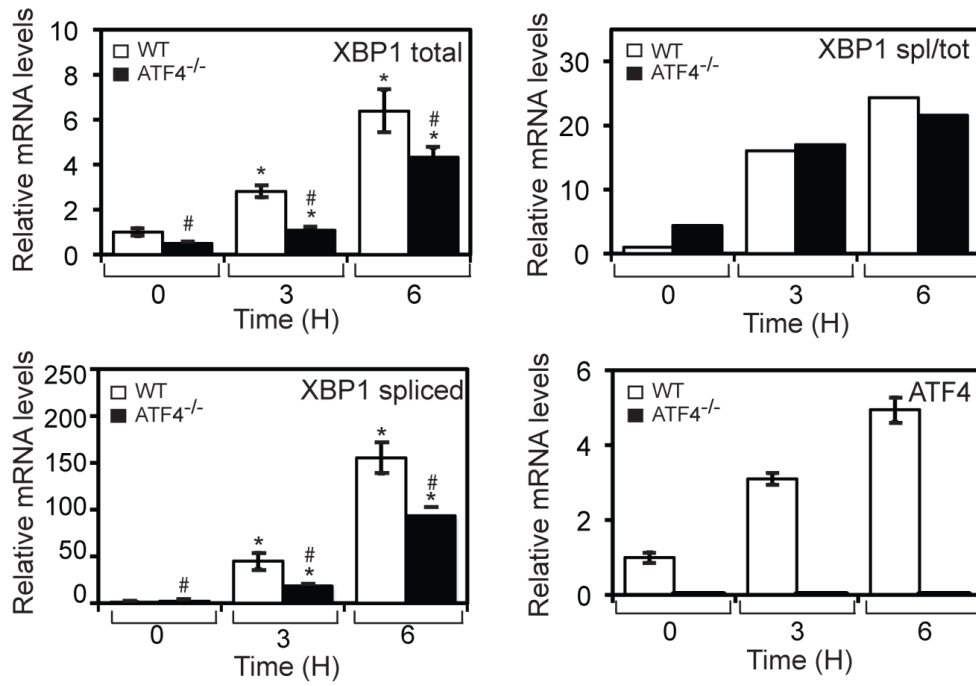 Relative mRNA levels
10
8
6
4
2
0
WT
ATF4-/-
XBP1 total
*
#
*
#
*
*
#
*
0
3
6
Time (H)
Relative mRNA levels
30
20
10
0
WT
ATF4-/-
XBP1 spl/tot
0
3
6
Time (H)
Relative mRNA levels
250
200
150
100
50
0
WT
ATF4-/-
XBP1 spliced
#
*
#
*
*
#
*
0
3
6
Time (H)
Relative mRNA levels
6
4
2
0
WT
ATF4-/-
ATF4
0
3
6
Time (H)